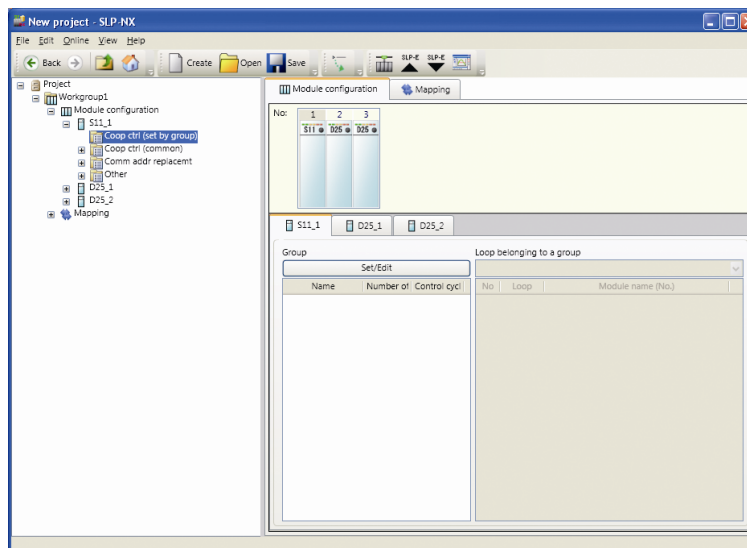 New project - SLP-NX
File Edit Online View Help
Back Create Open Save SLP-E SLP-E
Project
Workgroup1
Module configuration
S11_1
Coop ctrl (set by group)
Coop ctrl (common)
Comm addr replacemt
Other
D25_1
D25_2
Mapping
Module configuration Mapping
No: 1 2 3
S11 D25 D25
S11_1 D25_1 D25_2
Group Loop belonging to a group
Set/Edit
Name Number of Control cycl No Loop Module name (No.)